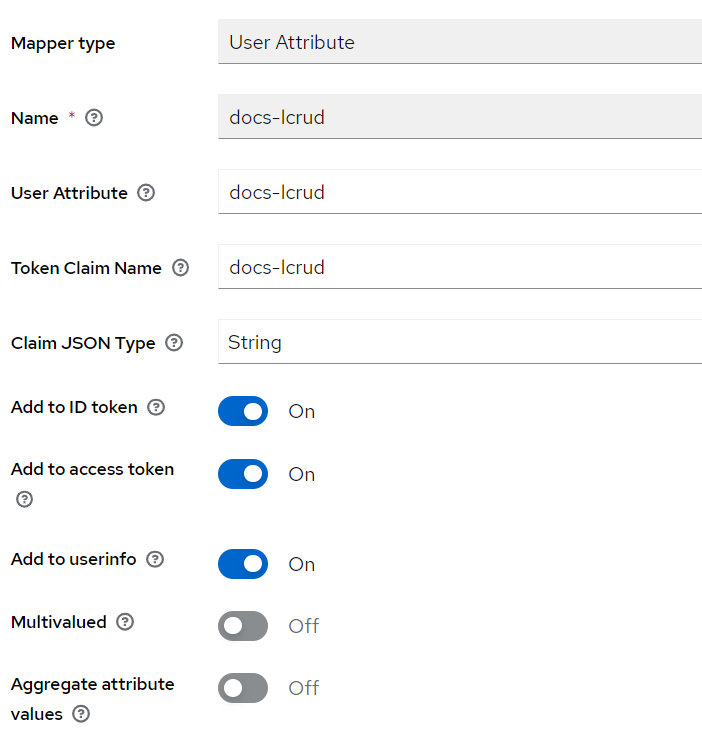 Mapper type User Attribute
Name * docs-lcrud
User Attribute docs-lcrud
Token Claim Name docs-lcrud
Claim JSON Type String
Add to ID token On
Add to access token On
Add to userinfo On
Multivalued Off
Aggregate attribute
values Off